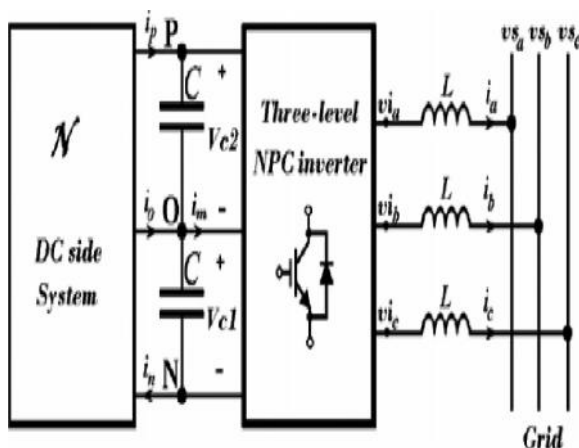 vs_a vs_b vs_c
i_p P
C +
Vc2
𝒩
DC side
System
i_o O i_m -
C +
Vc1
i_n N -
Three-level
NPC inverter
vi_a L i_a
vi_b L i_b
vi_c L i_c
Grid